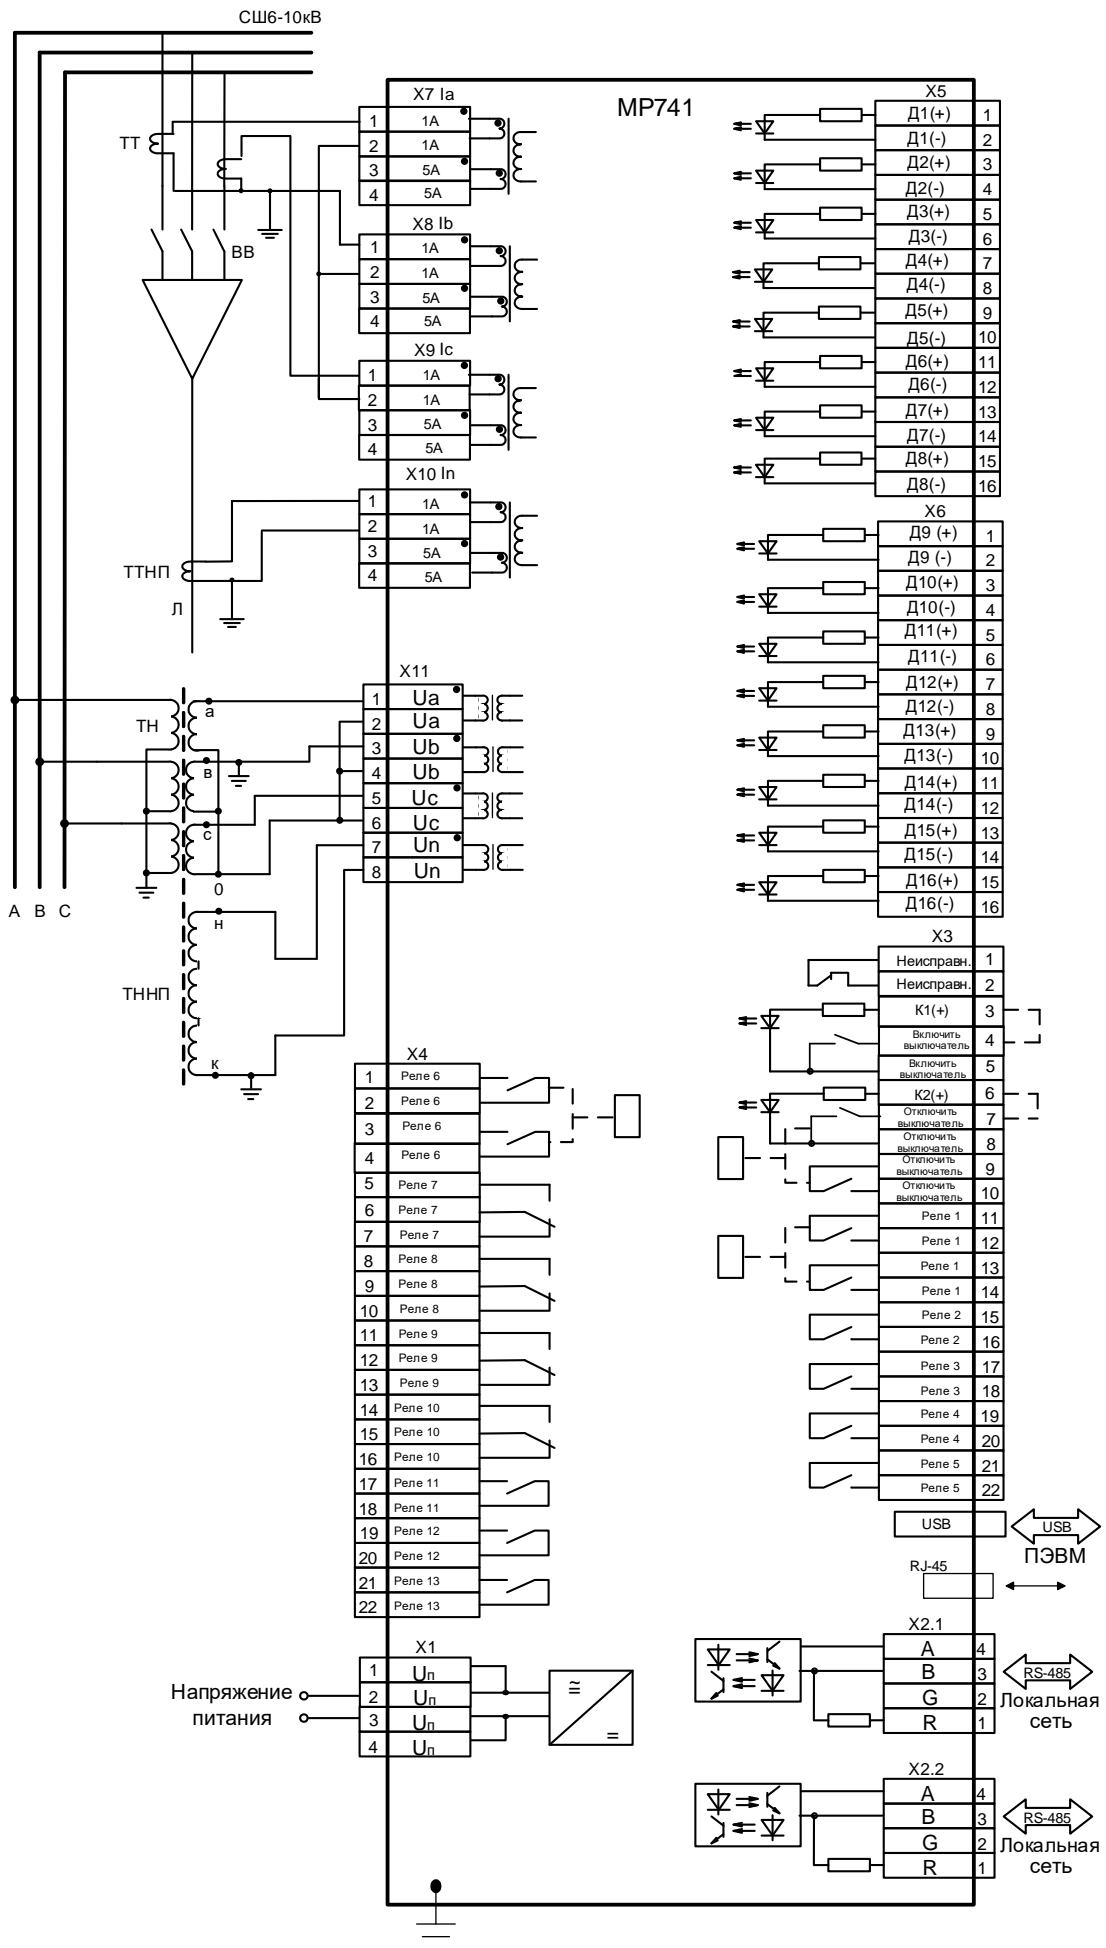 СШ6-10кВ
МР741
ТТ
ВВ
X7 Ia
1 1А
2 1А
3 5А
4 5А
X8 Ib
1 1А
2 1А
3 5А
4 5А
X9 Ic
1 1А
2 1А
3 5А
4 5А
X10 In
1 1А
2 1А
3 5А
4 5А
ТТНП
Л
X11
1 Ua
2 Ua
3 Ub
4 Ub
5 Uc
6 Uc
7 Un
8 Un
ТН
а
в
с
0
А В С
н
ТННП
к
X4
1 Реле 6
2 Реле 6
3 Реле 6
4 Реле 6
5 Реле 7
6 Реле 7
7 Реле 7
8 Реле 8
9 Реле 8
10 Реле 8
11 Реле 9
12 Реле 9
13 Реле 9
14 Реле 10
15 Реле 10
16 Реле 10
17 Реле 11
18 Реле 11
19 Реле 12
20 Реле 12
21 Реле 13
22 Реле 13
X1
1 Uп
2 Uп
3 Uп
4 Uп
Напряжение
питания
≂
=
X5
Д1(+) 1
Д1(-) 2
Д2(+) 3
Д2(-) 4
Д3(+) 5
Д3(-) 6
Д4(+) 7
Д4(-) 8
Д5(+) 9
Д5(-) 10
Д6(+) 11
Д6(-) 12
Д7(+) 13
Д7(-) 14
Д8(+) 15
Д8(-) 16
X6
Д9 (+) 1
Д9 (-) 2
Д10(+) 3
Д10(-) 4
Д11(+) 5
Д11(-) 6
Д12(+) 7
Д12(-) 8
Д13(+) 9
Д13(-) 10
Д14(+) 11
Д14(-) 12
Д15(+) 13
Д15(-) 14
Д16(+) 15
Д16(-) 16
X3
Неисправн. 1
Неисправн. 2
К1(+) 3
Включить
выключатель 4
Включить
выключатель 5
К2(+) 6
Отключить
выключатель 7
Отключить
выключатель 8
Отключить
выключатель 9
Отключить
выключатель 10
Реле 1 11
Реле 1 12
Реле 1 13
Реле 1 14
Реле 2 15
Реле 2 16
Реле 3 17
Реле 3 18
Реле 4 19
Реле 4 20
Реле 5 21
Реле 5 22
USB
USB
ПЭВМ
RJ-45
X2.1
A 4
B 3
G 2
R 1
RS-485
Локальная
сеть
X2.2
A 4
B 3
G 2
R 1
RS-485
Локальная
сеть